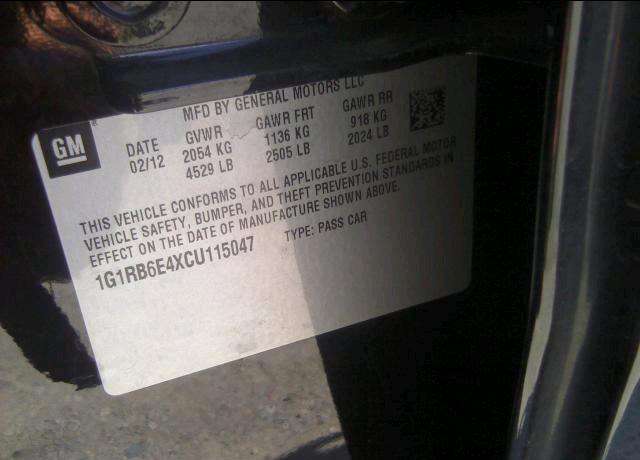 GM
MFD BY GENERAL MOTORS LLC
DATE GVWR GAWR FRT GAWR RR
02/12 2054 KG 1136 KG 918 KG
4529 LB 2505 LB 2024 LB
THIS VEHICLE CONFORMS TO ALL APPLICABLE U.S. FEDERAL MOTOR
VEHICLE SAFETY, BUMPER, AND THEFT PREVENTION STANDARDS IN
EFFECT ON THE DATE OF MANUFACTURE SHOWN ABOVE.
1G1RB6E4XCU115047 TYPE: PASS CAR